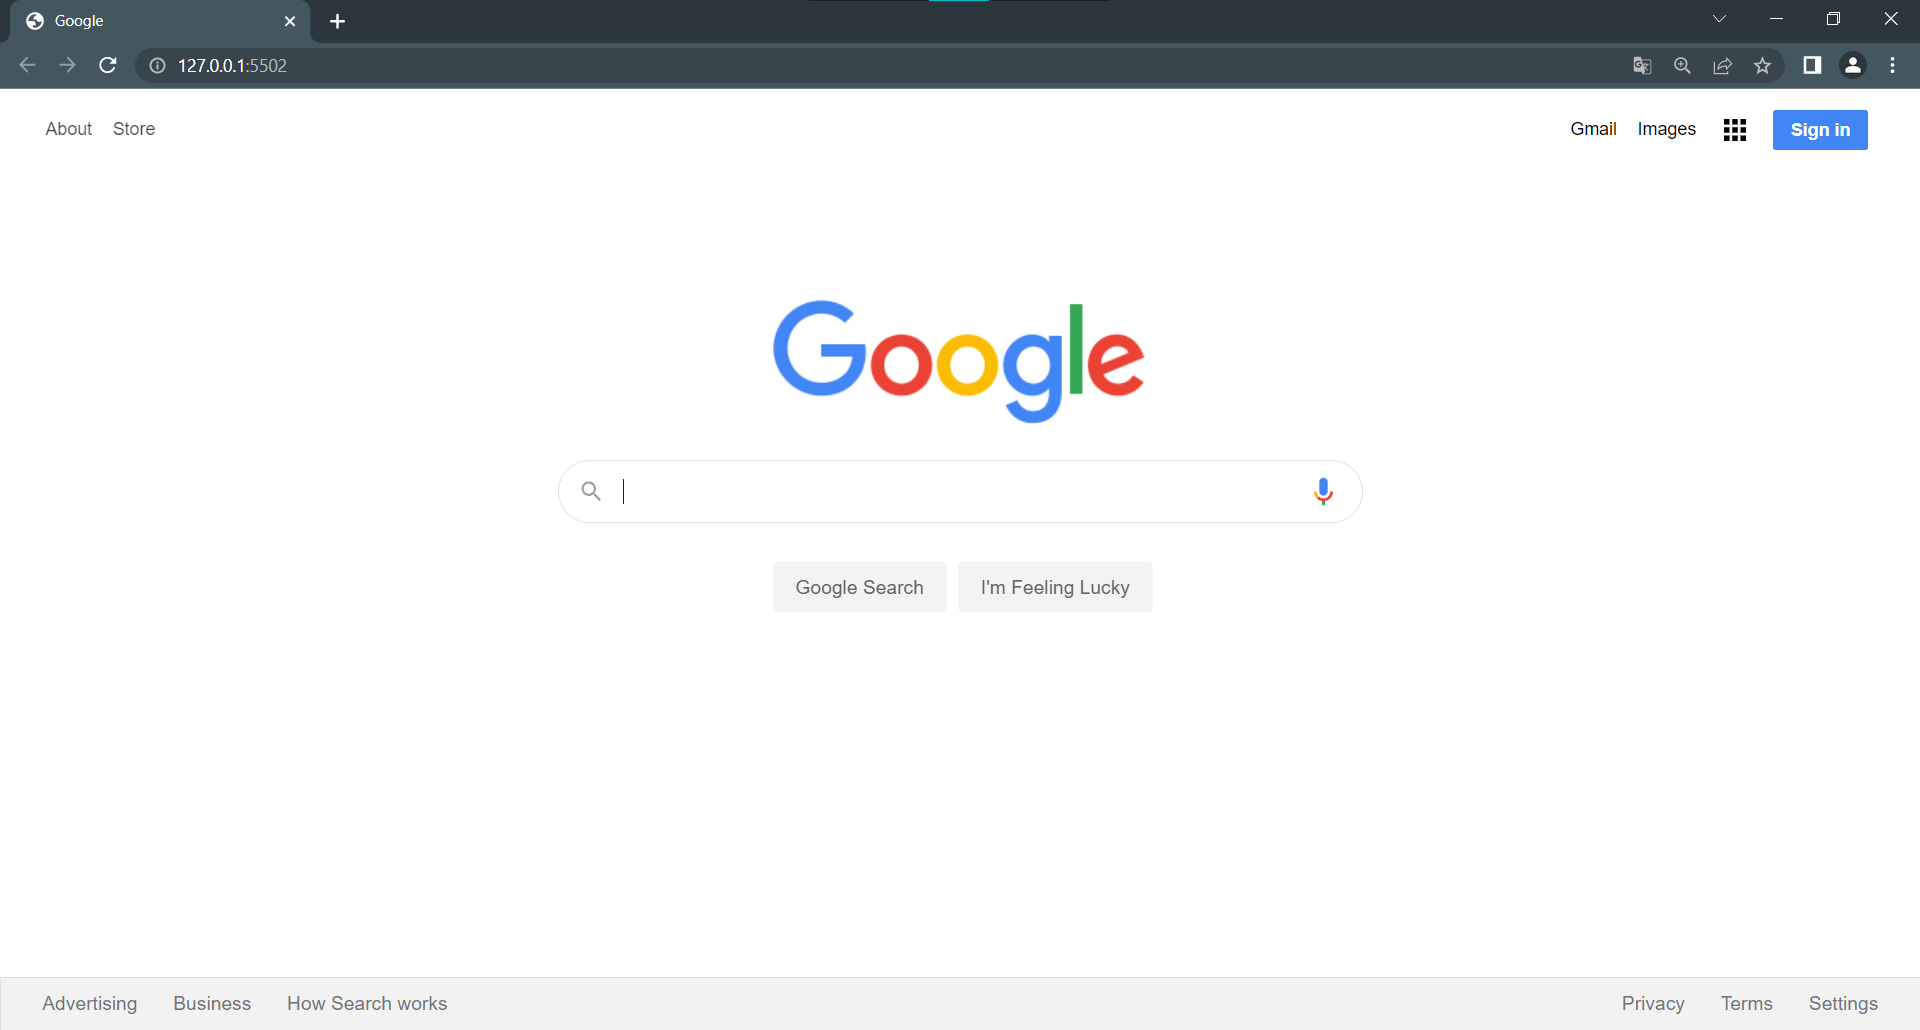 Google
127.0.0.1:5502
About Store Gmail Images Sign in
Google
Google Search I'm Feeling Lucky
Advertising Business How Search works Privacy Terms Settings